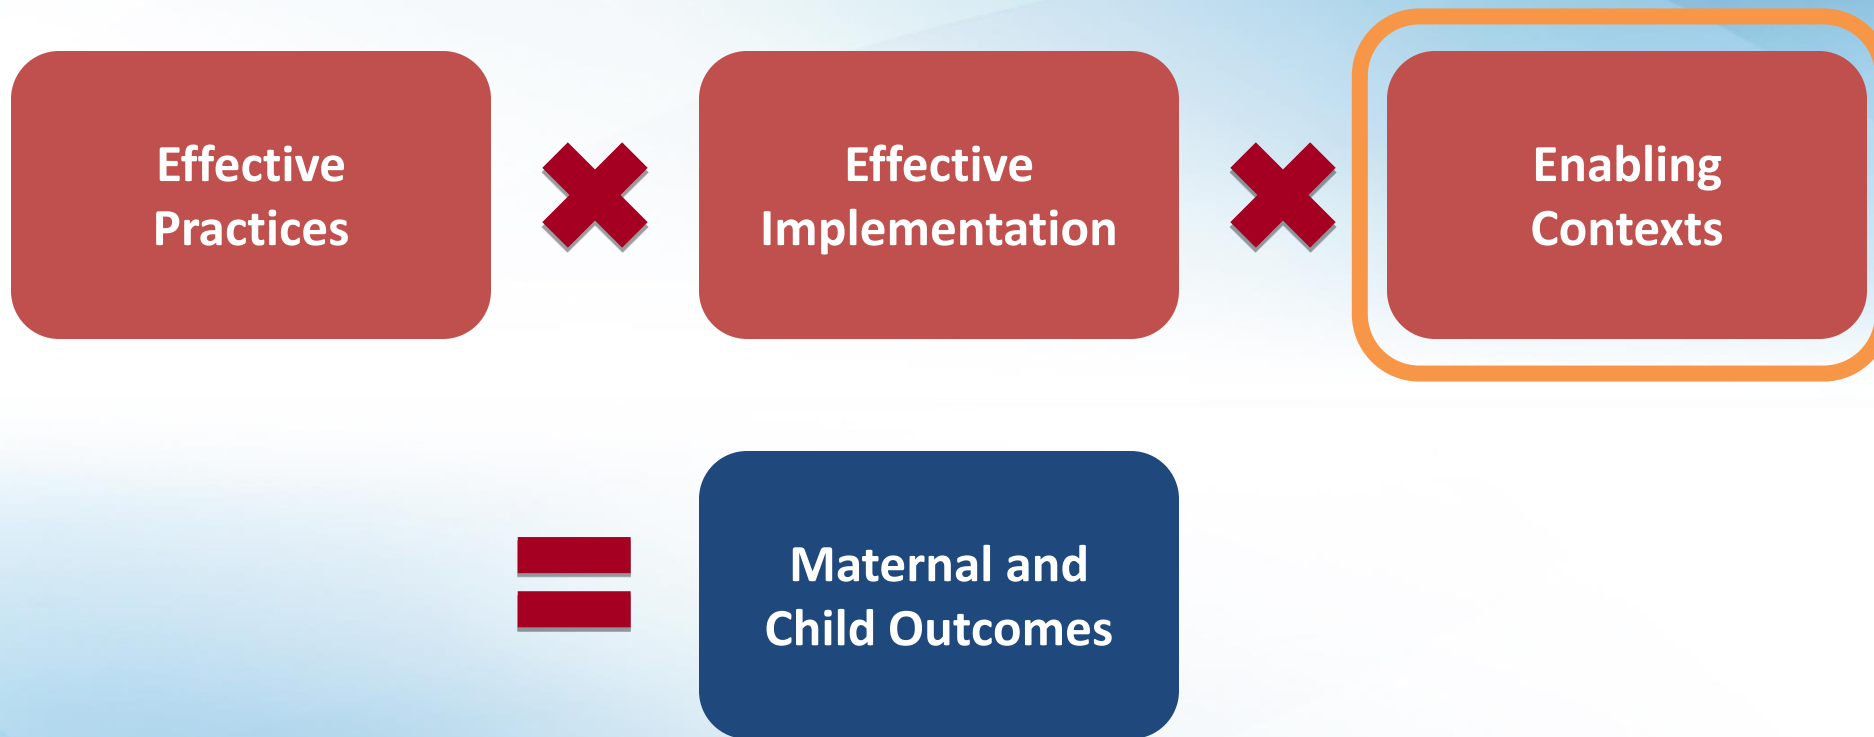 Effective
Practices
Effective
Implementation
Enabling
Contexts
Maternal and
Child Outcomes